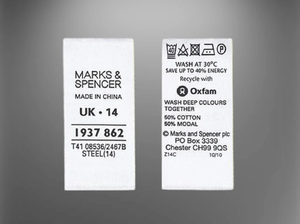 MARKS &
SPENCER
MADE IN CHINA
UK · 14
1937 862
T41 08536/2467B
STEEL(14)
WASH AT 30°C
SAVE UP TO 40% ENERGY
Recycle with
Oxfam
WASH DEEP COLOURS
TOGETHER
50% COTTON
50% MODAL
© Marks and Spencer plc
PO Box 3339
Chester CH99 9QS
Z14C 10/10